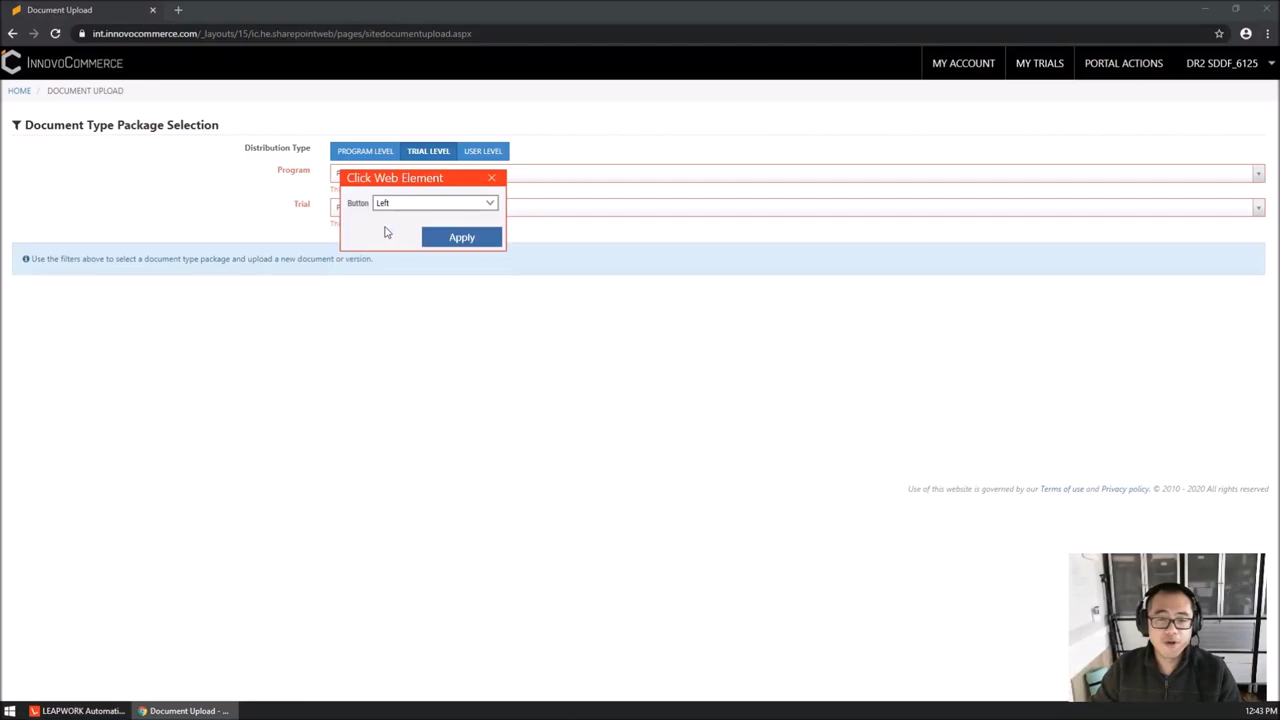 Document Upload
int.innovocommerce.com/_layouts/15/ic.he.sharepointweb/pages/sitedocumentupload.aspx
INNOVOCOMMERCE
MY ACCOUNT
MY TRIALS
PORTAL ACTIONS
DR2 SDDF_6125
HOME / DOCUMENT UPLOAD
Document Type Package Selection
Distribution Type
PROGRAM LEVEL
TRIAL LEVEL
USER LEVEL
Program
Click Web Element
Button
Left
Trial
Apply
Use the filters above to select a document type package and upload a new document or version.
Use of this website is governed by our Terms of use and Privacy policy. © 2010 - 2020 All rights reserved
LEAPWORK Automati...
Document Upload - ...
12:43 PM